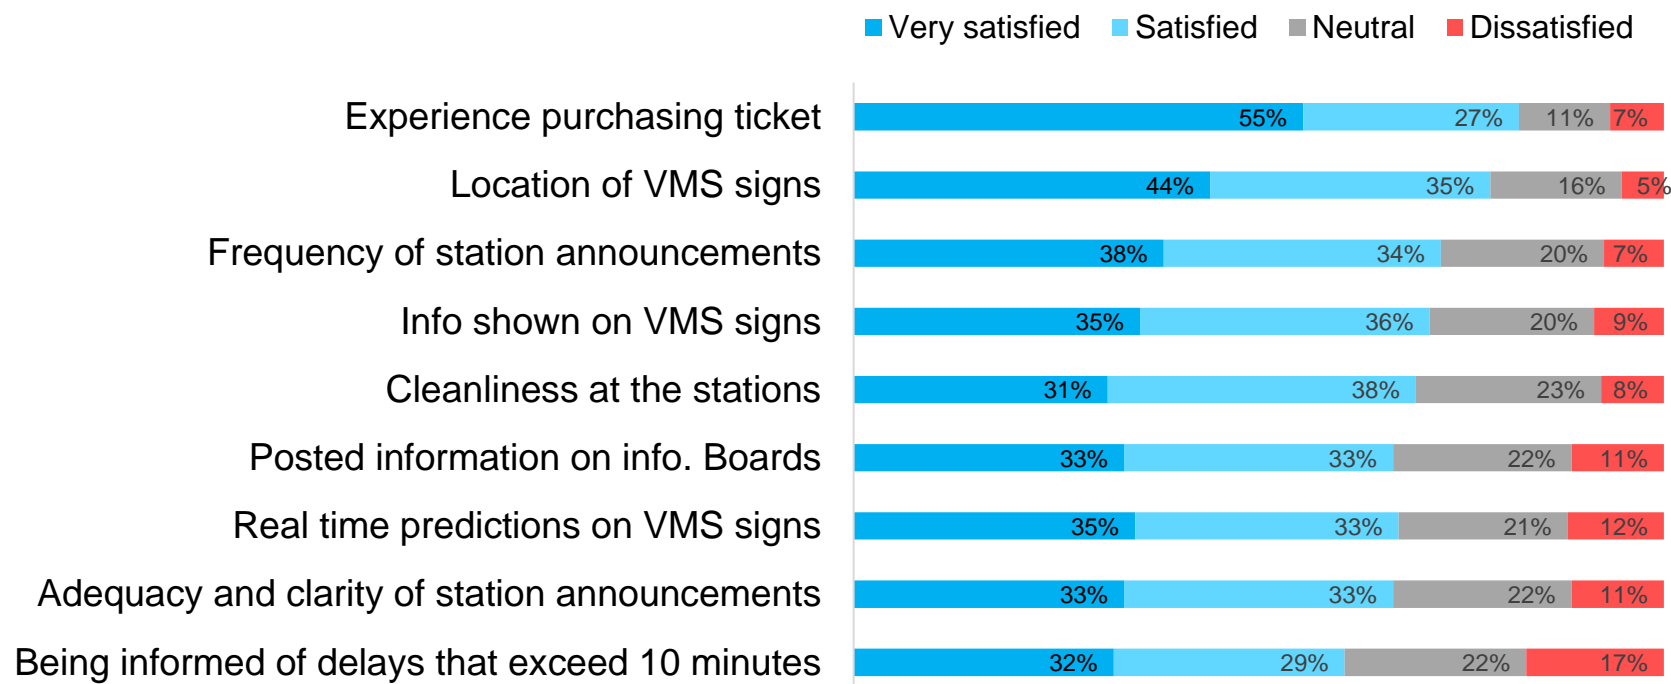 Very satisfied Satisfied Neutral Dissatisfied
Experience purchasing ticket 55% 27% 11% 7%
Location of VMS signs 44% 35% 16% 5%
Frequency of station announcements 38% 34% 20% 7%
Info shown on VMS signs 35% 36% 20% 9%
Cleanliness at the stations 31% 38% 23% 8%
Posted information on info. Boards 33% 33% 22% 11%
Real time predictions on VMS signs 35% 33% 21% 12%
Adequacy and clarity of station announcements 33% 33% 22% 11%
Being informed of delays that exceed 10 minutes 32% 29% 22% 17%